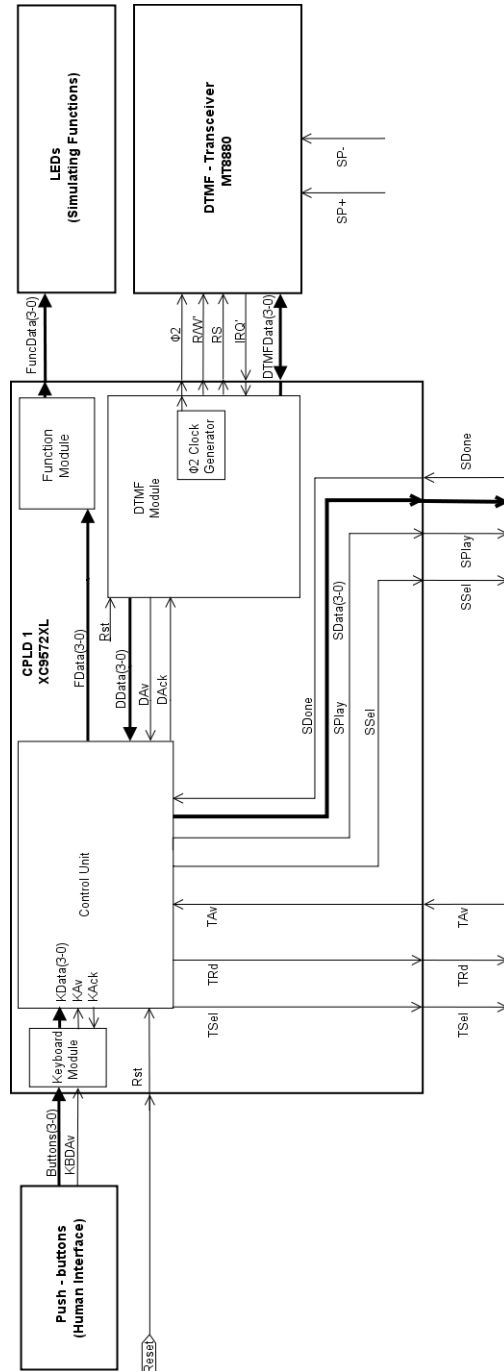 LEDs
(Simulating Functions)
DTMF - Transceiver
MT8880
SP-
SP+
FuncData(3-0)
Φ2
R/W'
RS
IRQ'
DTMFData(3-0)
Function
Module
Φ2 Clock
Generator
DTMF
Module
CPLD 1
XC9572XL
FData(3-0)
Rst
DData(3-0)
DAv
DAck
SDone
SData(3-0)
SPlay
SSel
SDone
SPlay
SSel
Control Unit
KData(3-0)
KAv
KAck
TAv
TRd
TSel
TAv
TRd
TSel
Keyboard
Module
Rst
Buttons(3-0)
KBDAv
Push - buttons
(Human Interface)
Reset